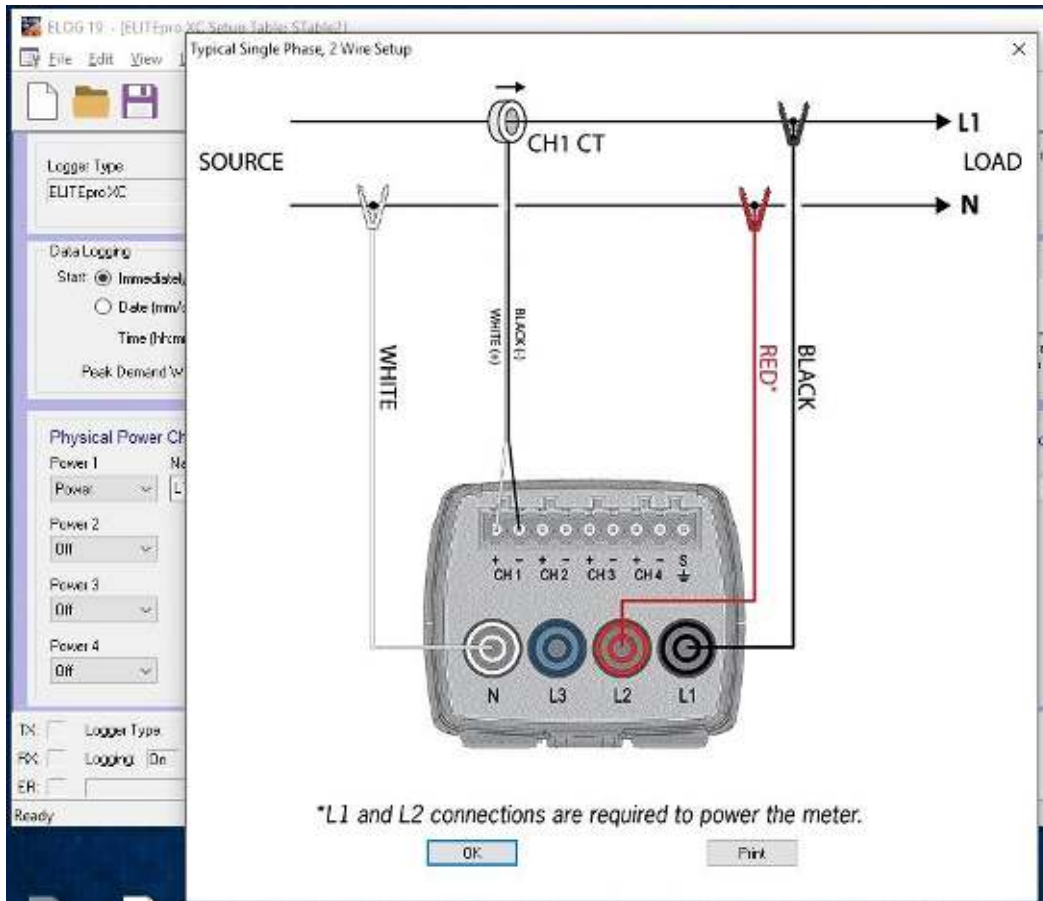 ELOG 19 - [ELITEpro XC Setup Table: STable2]
File Edit View
Typical Single Phase, 2 Wire Setup
Logger Type
ELITEpro XC
Data Logging
Start: Immediately
Date (mm/
Time (hh:mm
Peak Demand W
Physical Power Ch
Power 1
Power
Power 2
Off
Power 3
Off
Power 4
Off
TX:
Logger Type:
RX:
Logging: On
ER:
Ready
SOURCE
CH1 CT
L1
LOAD
N
WHITE (+)
BLACK (-)
WHITE
RED*
BLACK
+ - + - + - + - S
CH 1 CH 2 CH 3 CH 4
N L3 L2 L1
*L1 and L2 connections are required to power the meter.
OK Print